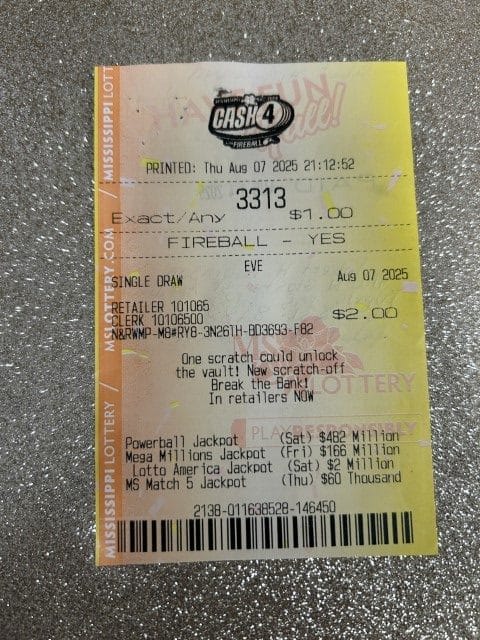 CASH 4
FIREBALL
PRINTED: Thu Aug 07 2025 21:12:52
3313
Exact/Any $1.00
FIREBALL - YES
EVE
SINGLE DRAW Aug 07 2025
RETAILER 101065
CLERK 10106500 $2.00
N&RWMP-M8#RY8-3N26TH-BD3693-F82
One scratch could unlock
the vault! New scratch-off
Break the Bank!
In retailers NOW
MS LOTTERY
PLAY RESPONSIBLY
Powerball Jackpot (Sat) $482 Million
Mega Millions Jackpot (Fri) $166 Million
Lotto America Jackpot (Sat) $2 Million
MS Match 5 Jackpot (Thu) $60 Thousand
2138-011638528-146450
MISSISSIPPI LOTTERY / MSLOTTERY.COM / MISSISSIPPI LOTT